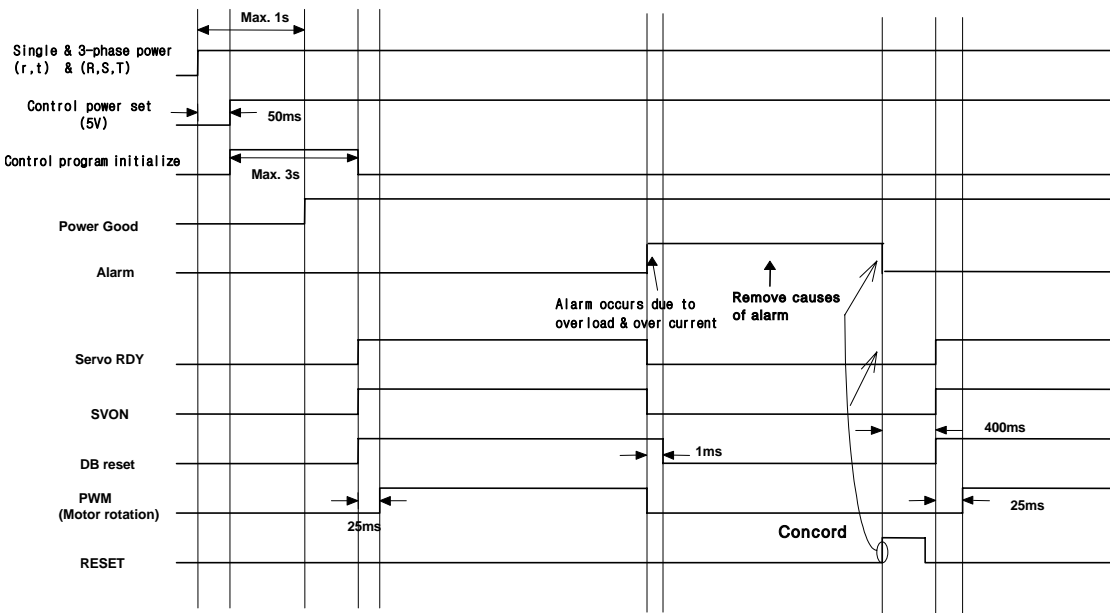 Max. 1s
Single & 3-phase power
(r,t) & (R,S,T)
Control power set
(5V)
50ms
Control program initialize
Max. 3s
Power Good
Alarm
Alarm occurs due to
overload & over current
Remove causes
of alarm
Servo RDY
SVON
400ms
DB reset
1ms
PWM
(Motor rotation)
25ms
25ms
Concord
RESET